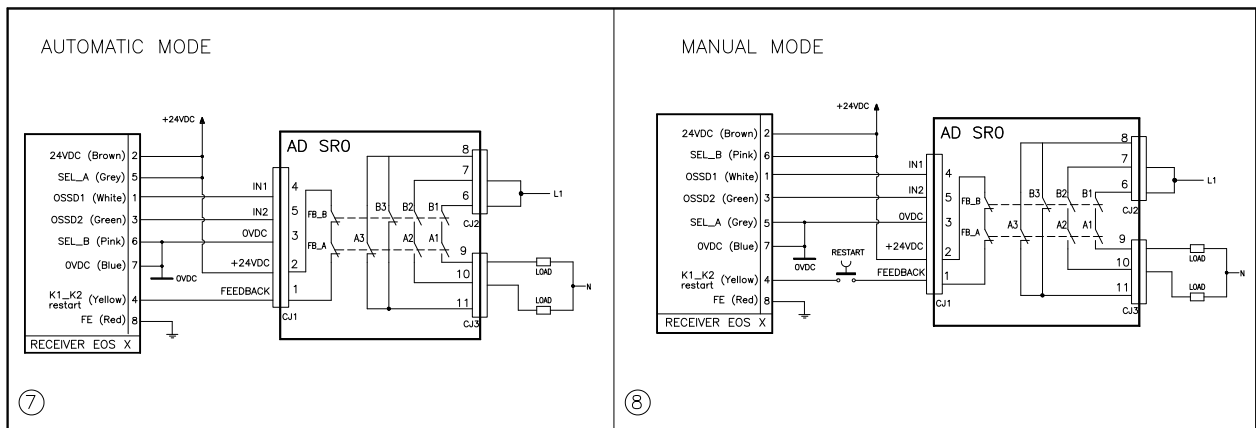 AUTOMATIC MODE
+24VDC
24VDC (Brown) 2
SEL_A (Grey) 5
OSSD1 (White) 1
OSSD2 (Green) 3
SEL_B (Pink) 6
0VDC (Blue) 7
K1_K2 (Yellow) 4
restart
FE (Red) 8
RECEIVER EOS X
0VDC
IN1
IN2
0VDC
+24VDC
FEEDBACK
4
5
3
2
1
CJ1
AD SR0
FB_B
FB_A
B3
B2
B1
A3
A2
A1
8
7
6
CJ2
9
10
11
CJ3
L1
LOAD
LOAD
N
7
MANUAL MODE
+24VDC
24VDC (Brown) 2
SEL_B (Pink) 6
OSSD1 (White) 1
OSSD2 (Green) 3
SEL_A (Grey) 5
0VDC (Blue) 7
K1_K2 (Yellow) 4
restart
FE (Red) 8
RECEIVER EOS X
0VDC
RESTART
IN1
IN2
0VDC
+24VDC
FEEDBACK
4
5
3
2
1
CJ1
AD SR0
FB_B
FB_A
B3
B2
B1
A3
A2
A1
8
7
6
CJ2
9
10
11
CJ3
L1
LOAD
LOAD
N
8